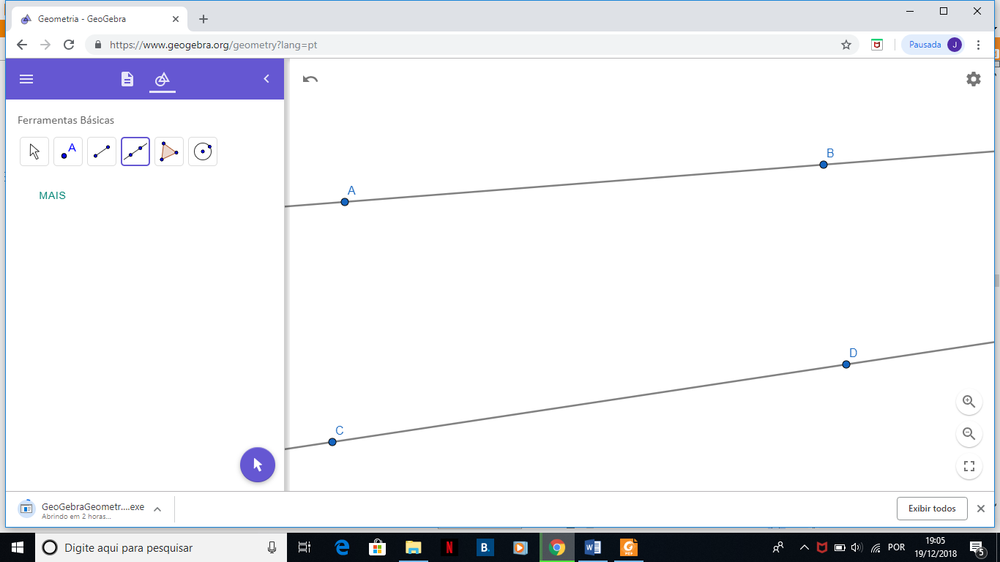 Geometria - GeoGebra
https://www.geogebra.org/geometry?lang=pt
Pausada J
Ferramentas Básicas
A
MAIS
A
B
C
D
GeoGebraGeometr....exe
Abrindo em 2 horas...
Exibir todos
Digite aqui para pesquisar
N
B.
W
PDF
POR
19:05
19/12/2018
5